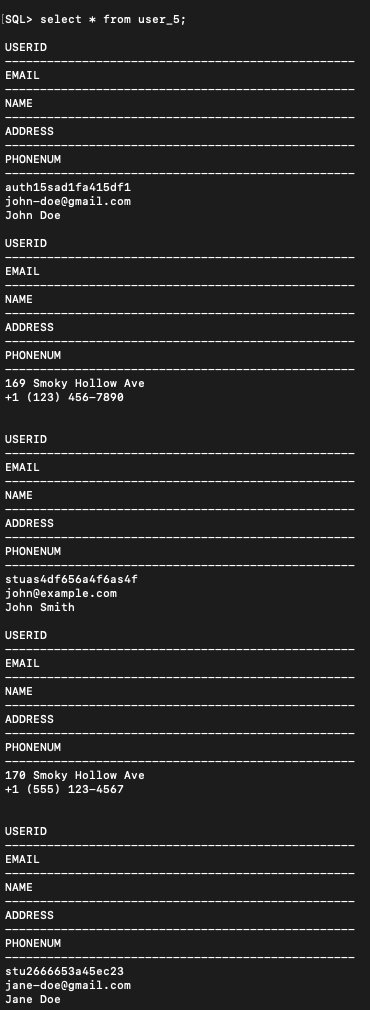 [SQL> select * from user_5;
USERID
--------------------------------------------------
EMAIL
--------------------------------------------------
NAME
--------------------------------------------------
ADDRESS
--------------------------------------------------
PHONENUM
--------------------------------------------------
auth15sad1fa415df1
john-doe@gmail.com
John Doe
USERID
--------------------------------------------------
EMAIL
--------------------------------------------------
NAME
--------------------------------------------------
ADDRESS
--------------------------------------------------
PHONENUM
--------------------------------------------------
169 Smoky Hollow Ave
+1 (123) 456-7890
USERID
--------------------------------------------------
EMAIL
--------------------------------------------------
NAME
--------------------------------------------------
ADDRESS
--------------------------------------------------
PHONENUM
--------------------------------------------------
stuas4df656a4f6as4f
john@example.com
John Smith
USERID
--------------------------------------------------
EMAIL
--------------------------------------------------
NAME
--------------------------------------------------
ADDRESS
--------------------------------------------------
PHONENUM
--------------------------------------------------
170 Smoky Hollow Ave
+1 (555) 123-4567
USERID
--------------------------------------------------
EMAIL
--------------------------------------------------
NAME
--------------------------------------------------
ADDRESS
--------------------------------------------------
PHONENUM
--------------------------------------------------
stu2666653a45ec23
jane-doe@gmail.com
Jane Doe